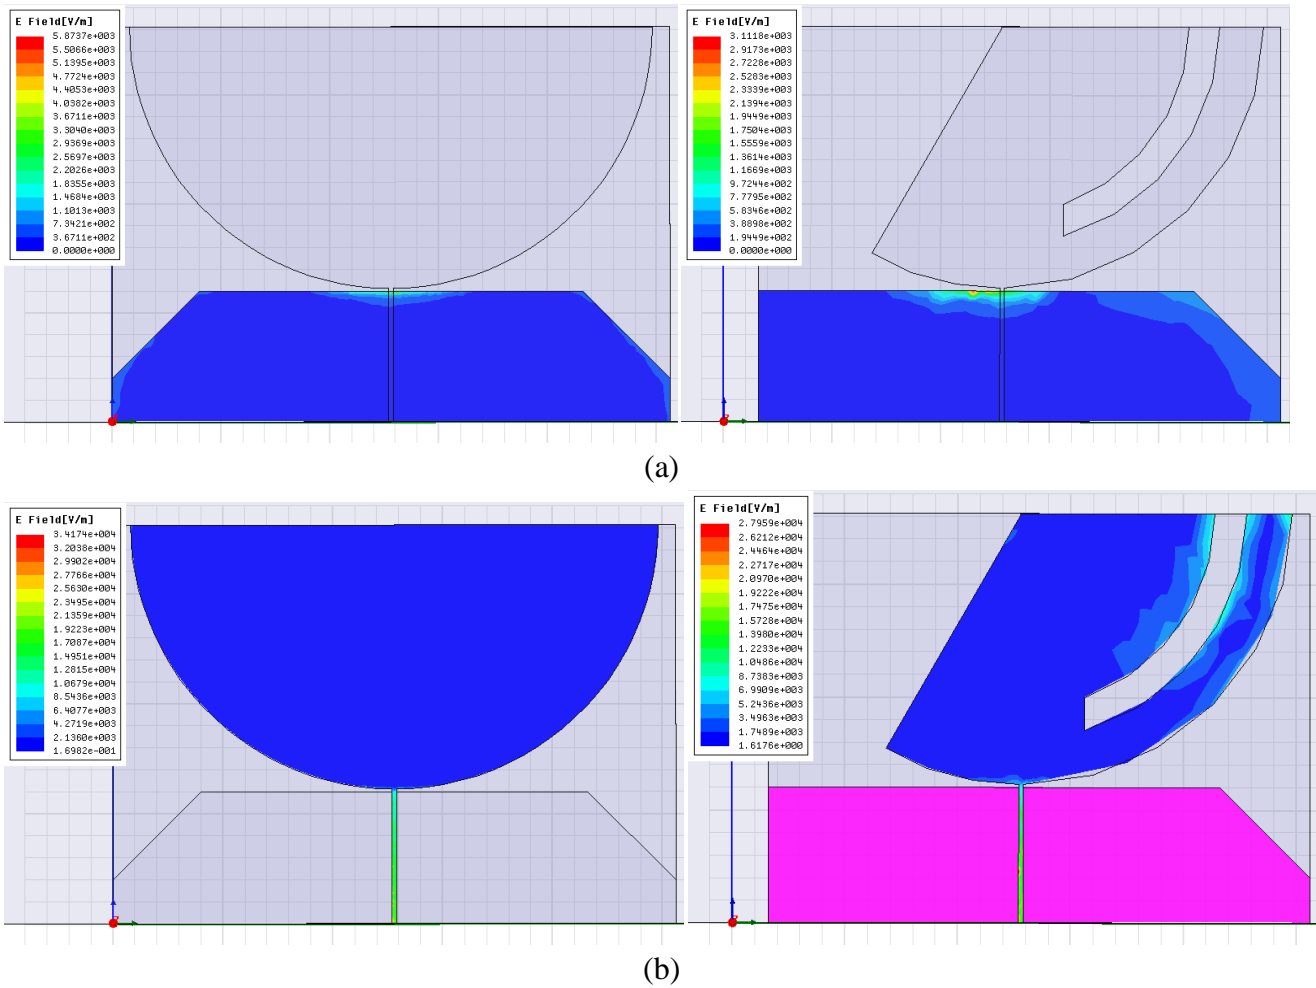 E Field[V/m]
5.8737e+003
5.5066e+003
5.1395e+003
4.7724e+003
4.4053e+003
4.0382e+003
3.6711e+003
3.3040e+003
2.9369e+003
2.5697e+003
2.2026e+003
1.8355e+003
1.4684e+003
1.1013e+003
7.3421e+002
3.6711e+002
0.0000e+000
E Field[V/m]
3.1118e+003
2.9173e+003
2.7228e+003
2.5283e+003
2.3339e+003
2.1394e+003
1.9449e+003
1.7504e+003
1.5559e+003
1.3614e+003
1.1669e+003
9.7244e+002
7.7795e+002
5.8346e+002
3.8898e+002
1.9449e+002
0.0000e+000
(a)
E Field[V/m]
3.4174e+004
3.2038e+004
2.9902e+004
2.7766e+004
2.5630e+004
2.3495e+004
2.1359e+004
1.9223e+004
1.7087e+004
1.4951e+004
1.2815e+004
1.0679e+004
8.5436e+003
6.4077e+003
4.2719e+003
2.1360e+003
1.6982e-001
E Field[V/m]
2.7959e+004
2.6212e+004
2.4464e+004
2.2717e+004
2.0970e+004
1.9222e+004
1.7475e+004
1.5728e+004
1.3980e+004
1.2233e+004
1.0486e+004
8.7383e+003
6.9909e+003
5.2436e+003
3.4963e+003
1.7489e+003
1.6176e+000
(b)